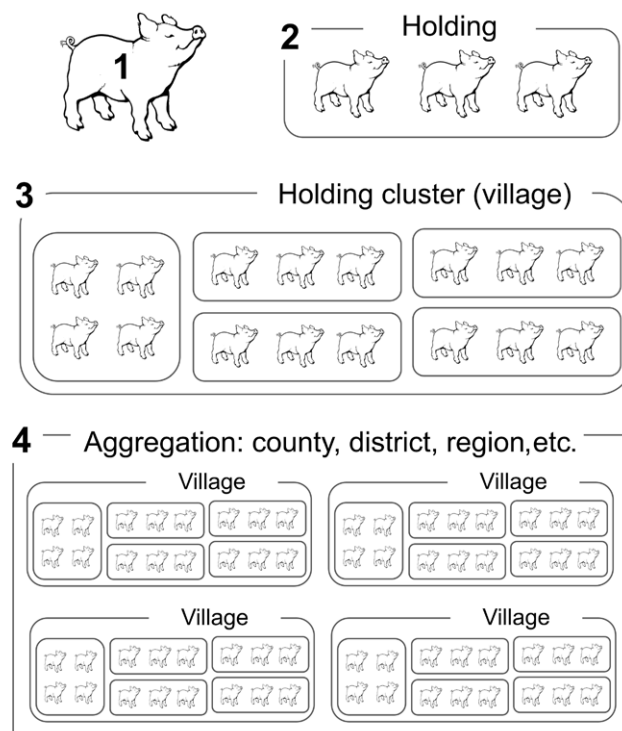 1
2 Holding
3 Holding cluster (village)
4 Aggregation: county, district, region,etc.
Village Village
Village Village